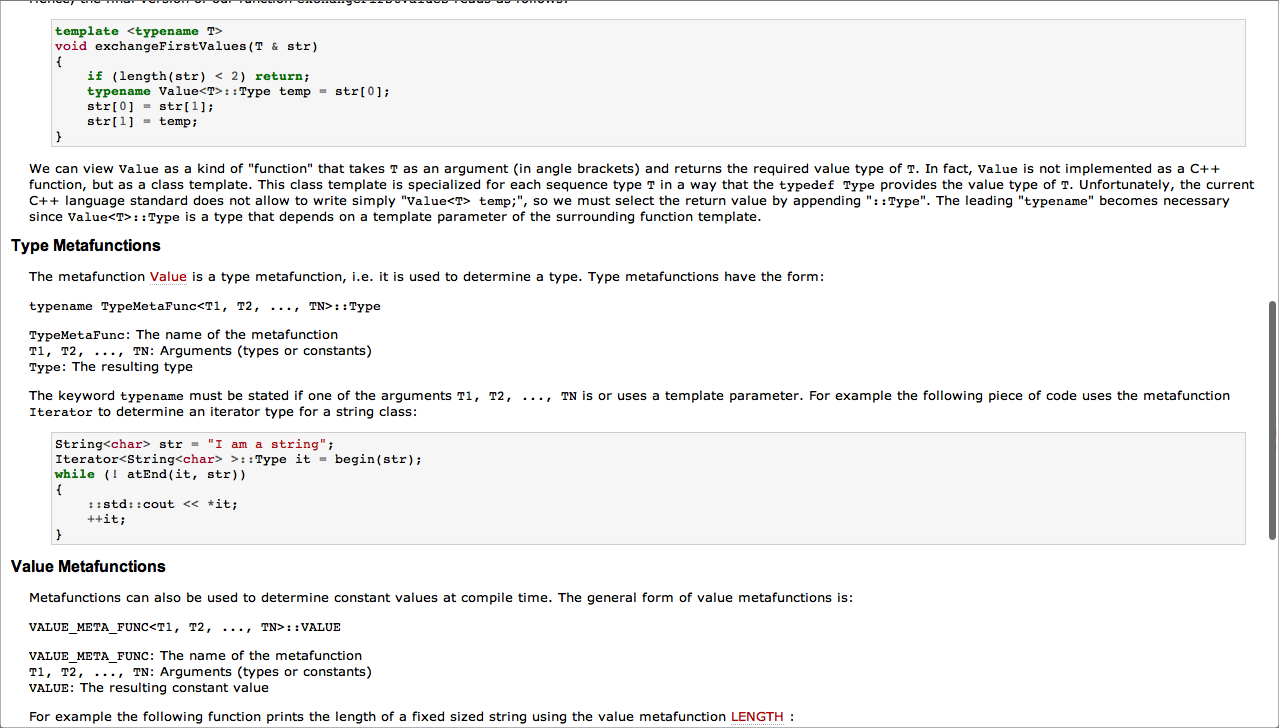 Hence, the final version of our function exchangeFirstValues reads as follows:
template <typename T>
void exchangeFirstValues(T & str)
{
    if (length(str) < 2) return;
    typename Value<T>::Type temp = str[0];
    str[0] = str[1];
    str[1] = temp;
}
We can view Value as a kind of "function" that takes T as an argument (in angle brackets) and returns the required value type of T. In fact, Value is not implemented as a C++
function, but as a class template. This class template is specialized for each sequence type T in a way that the typedef Type provides the value type of T. Unfortunately, the current
C++ language standard does not allow to write simply "Value<T> temp;", so we must select the return value by appending "::Type". The leading "typename" becomes necessary
since Value<T>::Type is a type that depends on a template parameter of the surrounding function template.
Type Metafunctions
The metafunction Value is a type metafunction, i.e. it is used to determine a type. Type metafunctions have the form:
typename TypeMetaFunc<T1, T2, ..., TN>::Type
TypeMetaFunc: The name of the metafunction
T1, T2, ..., TN: Arguments (types or constants)
Type: The resulting type
The keyword typename must be stated if one of the arguments T1, T2, ..., TN is or uses a template parameter. For example the following piece of code uses the metafunction
Iterator to determine an iterator type for a string class:
String<char> str = "I am a string";
Iterator<String<char> >::Type it = begin(str);
while (! atEnd(it, str))
{
    ::std::cout << *it;
    ++it;
}
Value Metafunctions
Metafunctions can also be used to determine constant values at compile time. The general form of value metafunctions is:
VALUE_META_FUNC<T1, T2, ..., TN>::VALUE
VALUE_META_FUNC: The name of the metafunction
T1, T2, ..., TN: Arguments (types or constants)
VALUE: The resulting constant value
For example the following function prints the length of a fixed sized string using the value metafunction LENGTH :